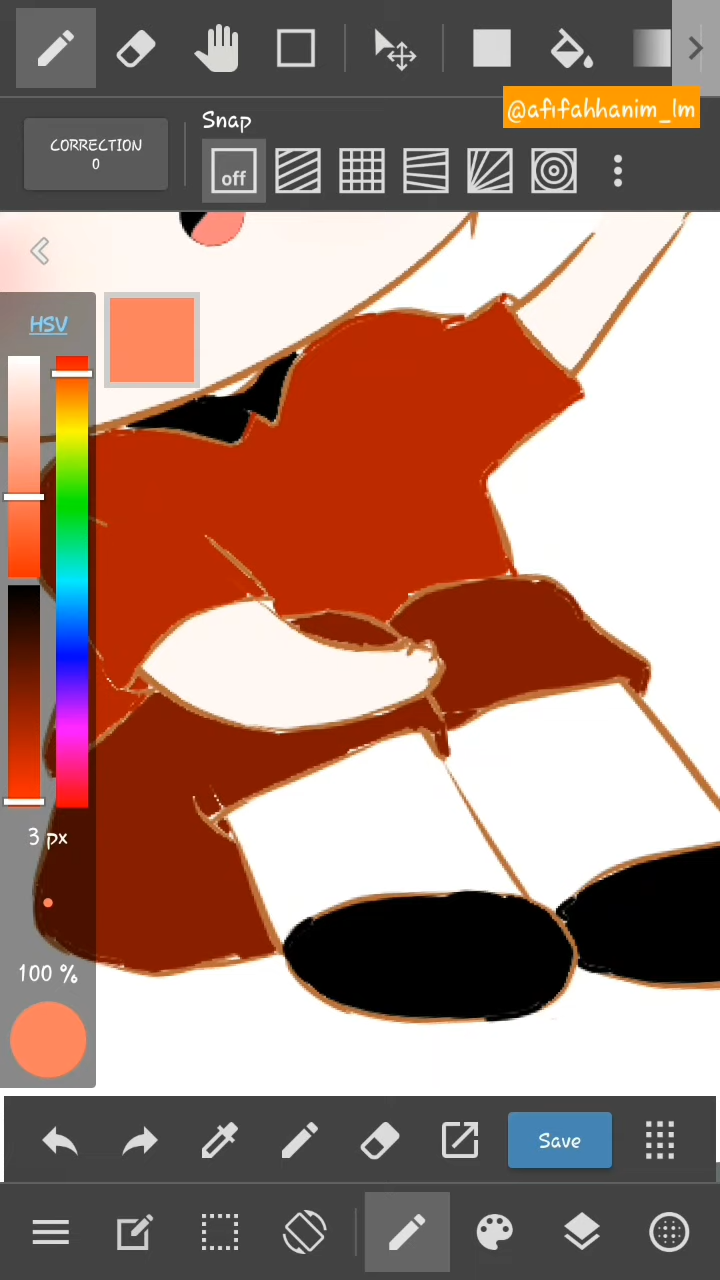 @afifahhanim_lm
Snap
CORRECTION
0
off
HSV
3 px
100 %
Save